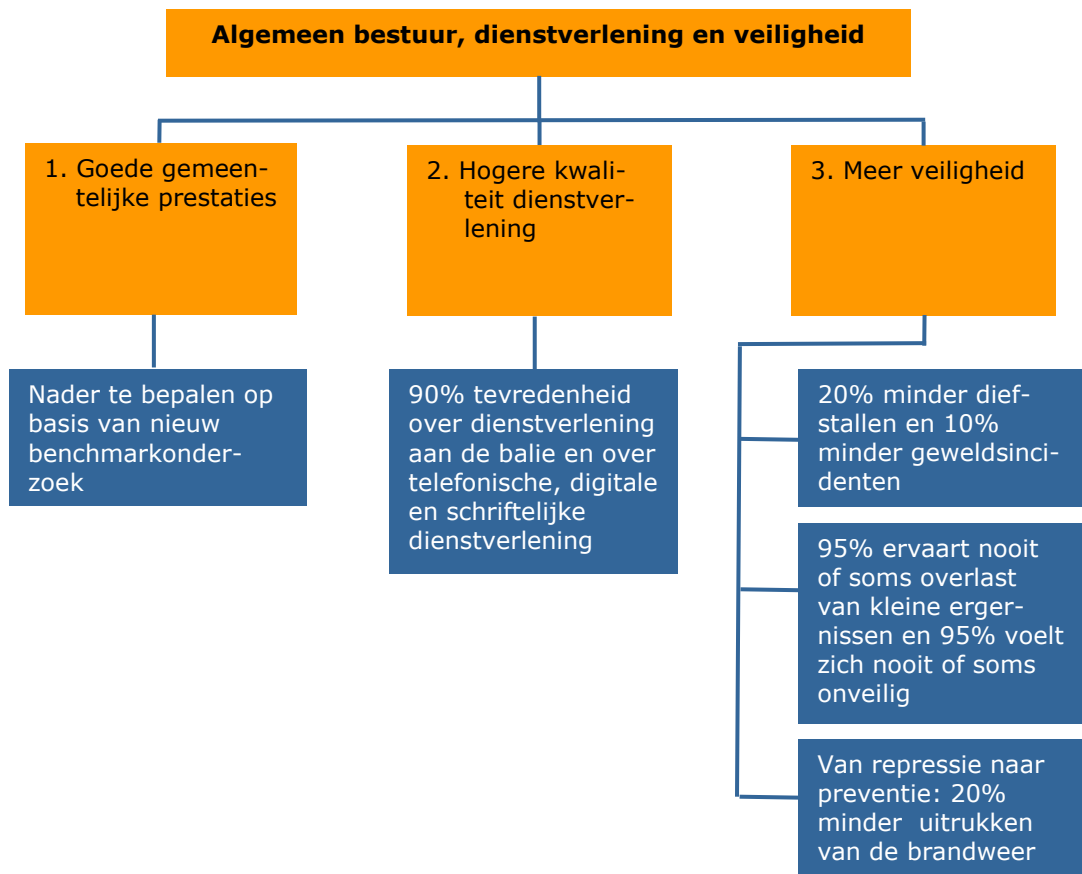 Algemeen bestuur, dienstverlening en veiligheid
1. Goede gemeen-
telijke prestaties
2. Hogere kwali-
teit dienstver-
lening
3. Meer veiligheid
Nader te bepalen op
basis van nieuw
benchmarkonder-
zoek
90% tevredenheid
over dienstverlening
aan de balie en over
telefonische, digitale
en schriftelijke
dienstverlening
20% minder dief-
stallen en 10%
minder geweldsinci-
denten
95% ervaart nooit
of soms overlast
van kleine erger-
nissen en 95% voelt
zich nooit of soms
onveilig
Van repressie naar
preventie: 20%
minder uitrukken
van de brandweer